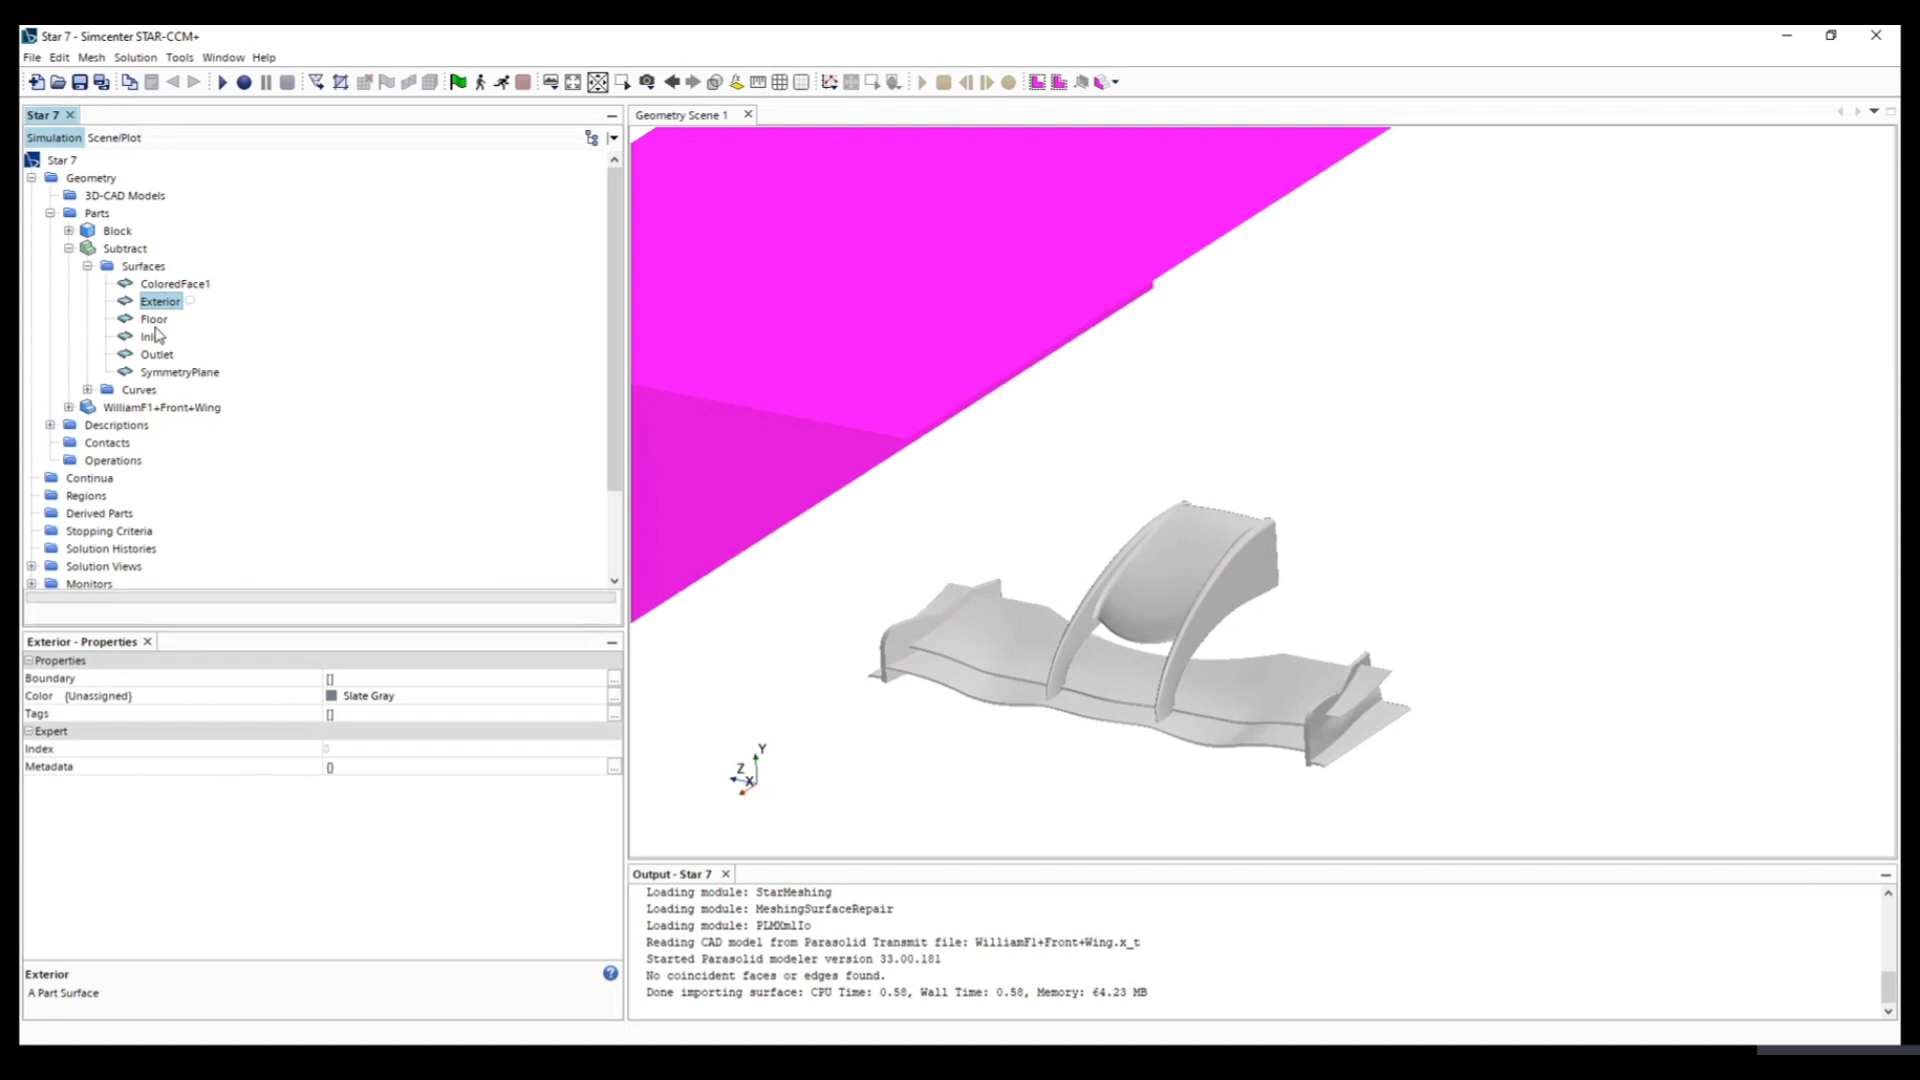 Star 7 - Simcenter STAR-CCM+
File Edit Mesh Solution Tools Window Help
Star 7
Simulation Scene/Plot
Star 7
Geometry
3D-CAD Models
Parts
Block
Subtract
Surfaces
ColoredFace1
Exterior
Floor
Outlet
SymmetryPlane
Curves
WilliamF1+Front+Wing
Descriptions
Contacts
Operations
Continua
Regions
Derived Parts
Stopping Criteria
Solution Histories
Solution Views
Monitors
Exterior - Properties
Properties
Boundary []
Color {Unassigned} Slate Gray
Tags []
Expert
Index 0
Metadata {}
Exterior
A Part Surface
Geometry Scene 1
Y
Z
X
Output - Star 7
Loading module: StarMeshing
Loading module: MeshingSurfaceRepair
Loading module: PLMXmlIo
Reading CAD model from Parasolid Transmit file: WilliamF1+Front+Wing.x_t
Started Parasolid modeler version 33.00.181
No coincident faces or edges found.
Done importing surface: CPU Time: 0.58, Wall Time: 0.58, Memory: 64.23 MB